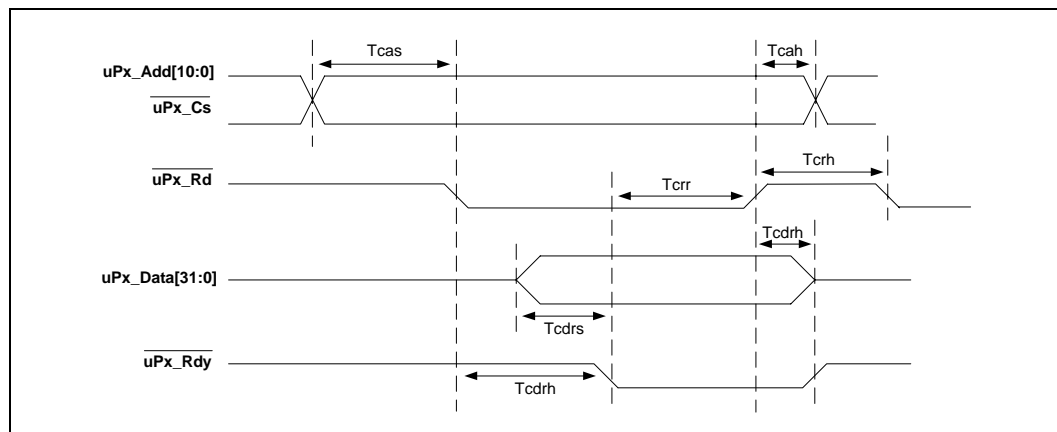 Tcas
Tcah
uPx_Add[10:0]
uPx_Cs
Tcrh
uPx_Rd
Tcrr
Tcdrh
uPx_Data[31:0]
Tcdrs
uPx_Rdy
Tcdrh